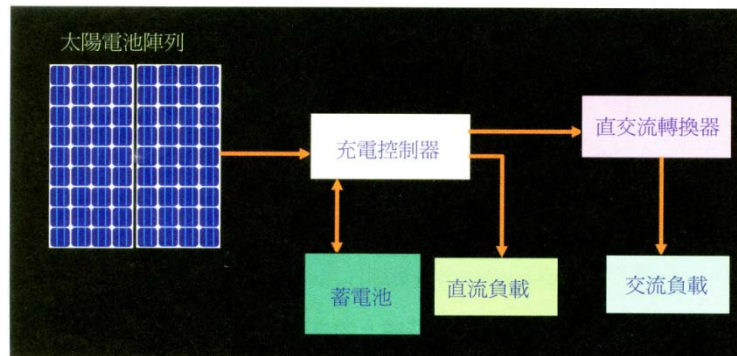 太陽電池陣列
充電控制器
直交流轉換器
蓄電池
直流負載
交流負載